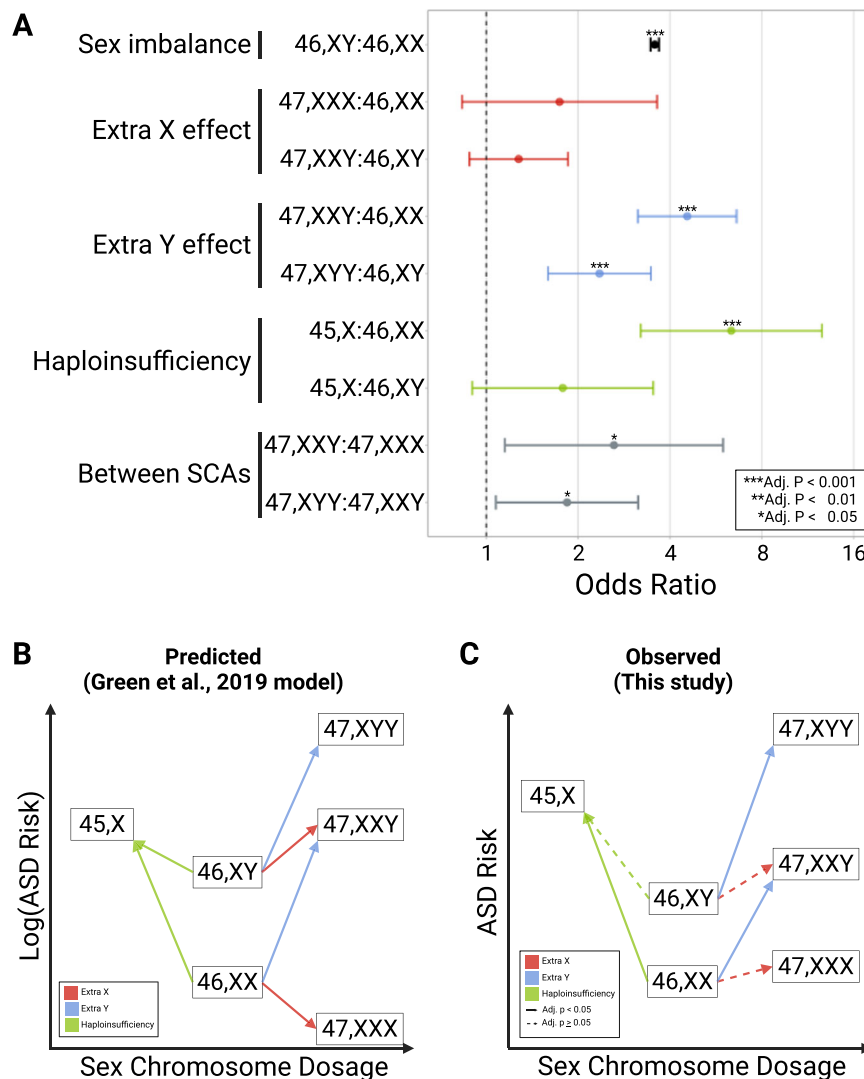 A
Sex imbalance
46,XY:46,XX
***
Extra X effect
47,XXX:46,XX
47,XXY:46,XY
Extra Y effect
47,XXY:46,XX
***
47,XYY:46,XY
***
Haploinsufficiency
45,X:46,XX
***
45,X:46,XY
Between SCAs
47,XXY:47,XXX
*
47,XYY:47,XXY
*
***Adj. P < 0.001
**Adj. P < 0.01
*Adj. P < 0.05
1 2 4 8 16
Odds Ratio
B
Predicted
(Green et al., 2019 model)
Log(ASD Risk)
47,XYY
45,X
47,XXY
46,XY
46,XX
47,XXX
Extra X
Extra Y
Haploinsufficiency
Sex Chromosome Dosage
C
Observed
(This study)
ASD Risk
47,XYY
45,X
47,XXY
46,XY
47,XXX
46,XX
Extra X
Extra Y
Haploinsufficiency
Adj. p < 0.05
Adj. p ≥ 0.05
Sex Chromosome Dosage